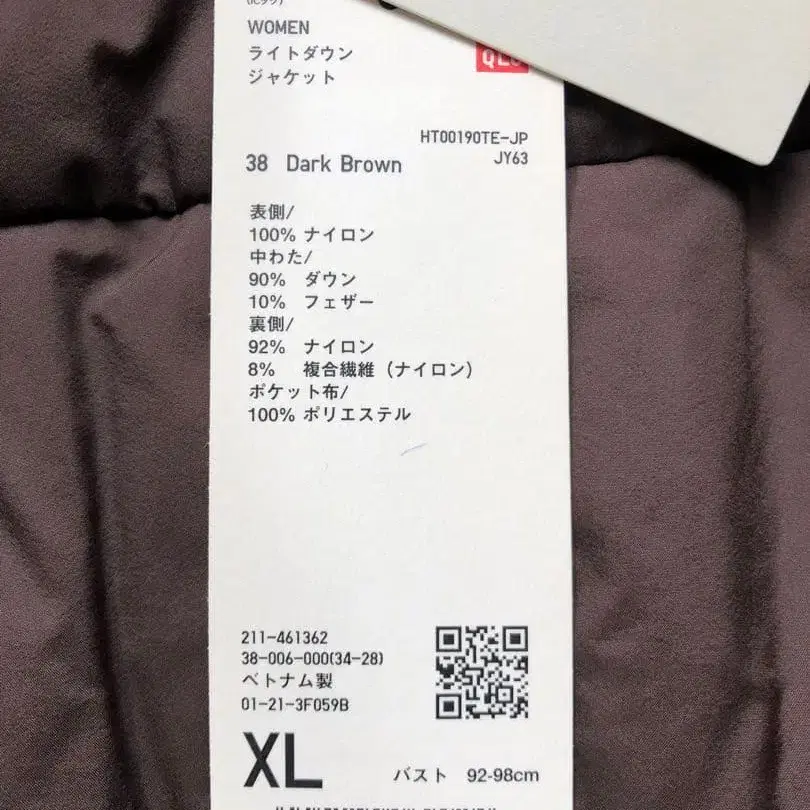 WOMEN
ライトダウン
ジャケット
HT00190TE-JP
JY63
38 Dark Brown
表側/
100% ナイロン
中わた/
90% ダウン
10% フェザー
裏側/
92% ナイロン
8% 複合繊維 (ナイロン)
ポケット布/
100% ポリエステル
211-461362
38-006-000(34-28)
ベトナム製
01-21-3F059B
XL
バスト 92-98cm